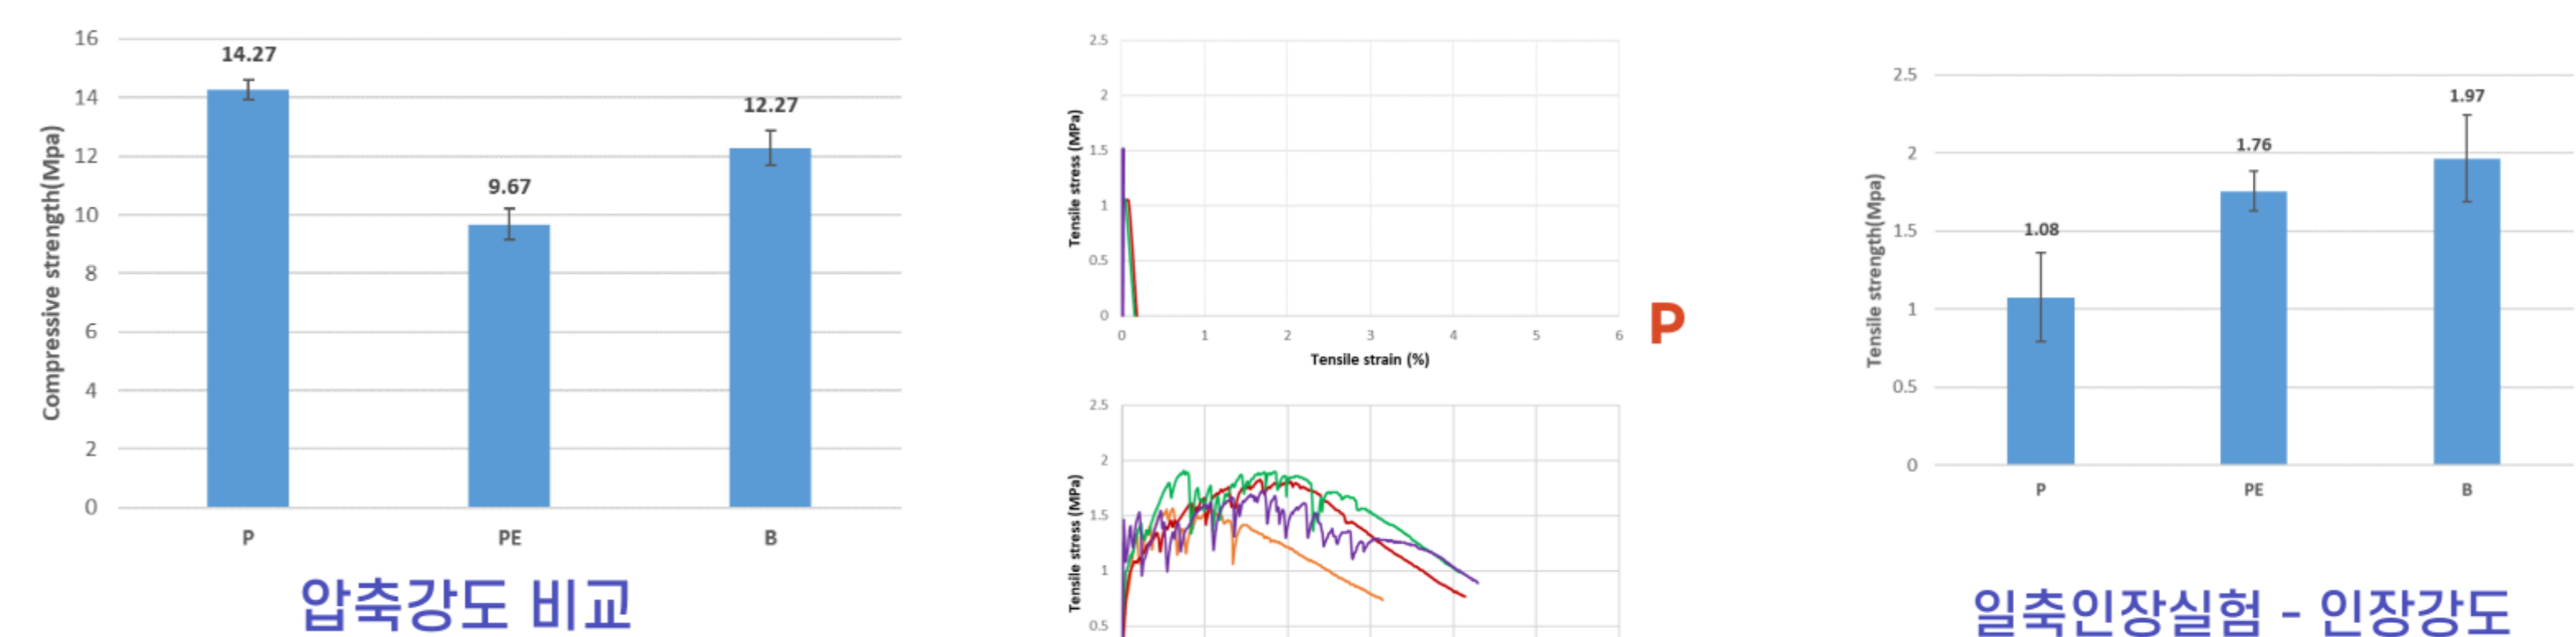 16
14
12
10
8
6
4
2
0
Compressive strength(Mpa)
14.27
9.67
12.27
P
PE
B
압축강도 비교
2.5
2
1.5
1
0.5
0
Tensile stress (MPa)
0 1 2 3 4 5 6
Tensile strain (%)
P
2.5
2
1.5
1
0.5
Tensile stress (MPa)
2.5
2
1.5
1
0.5
0
Tensile strength(Mpa)
1.08
1.76
1.97
P
PE
B
일축인장실험 - 인장강도